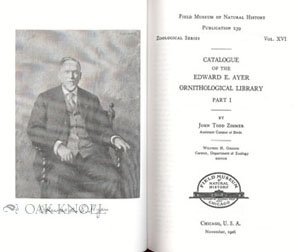 FIELD MUSEUM OF NATURAL HISTORY
PUBLICATION 239
ZOOLOGICAL SERIES VOL. XVI
CATALOGUE
OF THE
EDWARD E. AYER
ORNITHOLOGICAL LIBRARY
PART I
BY
JOHN TODD ZIMMER
ASSISTANT CURATOR OF BIRDS
WILFRED H. OSGOOD
CURATOR, DEPARTMENT OF ZOOLOGY
EDITOR
FIELD MUSEUM
NATURAL
HISTORY
CHICAGO
CHICAGO, U. S. A.
NOVEMBER, 1926
OAK KNOLL